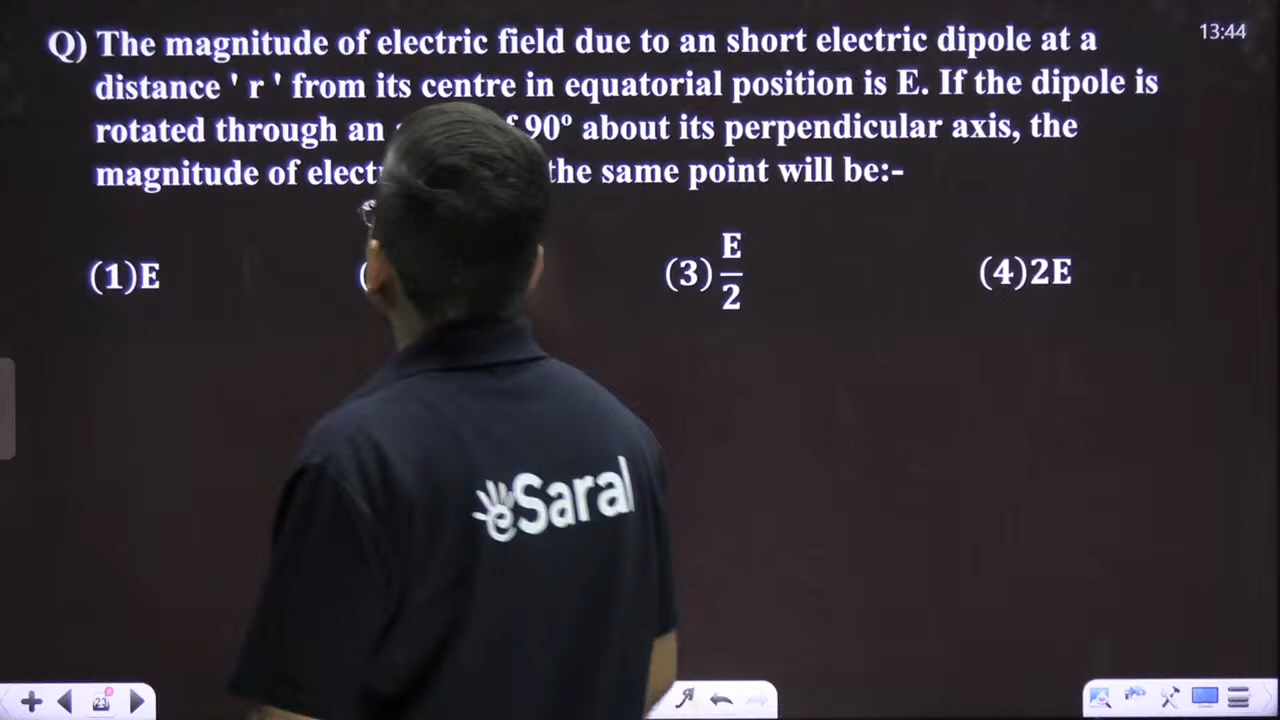 Q) The magnitude of electric field due to an short electric dipole at a
13:44
distance ' r ' from its centre in equatorial position is E. If the dipole is
rotated through an 90º about its perpendicular axis, the
magnitude of the same point will be:-
(1)E
(3) E/2
(4)2E
eSaral
23